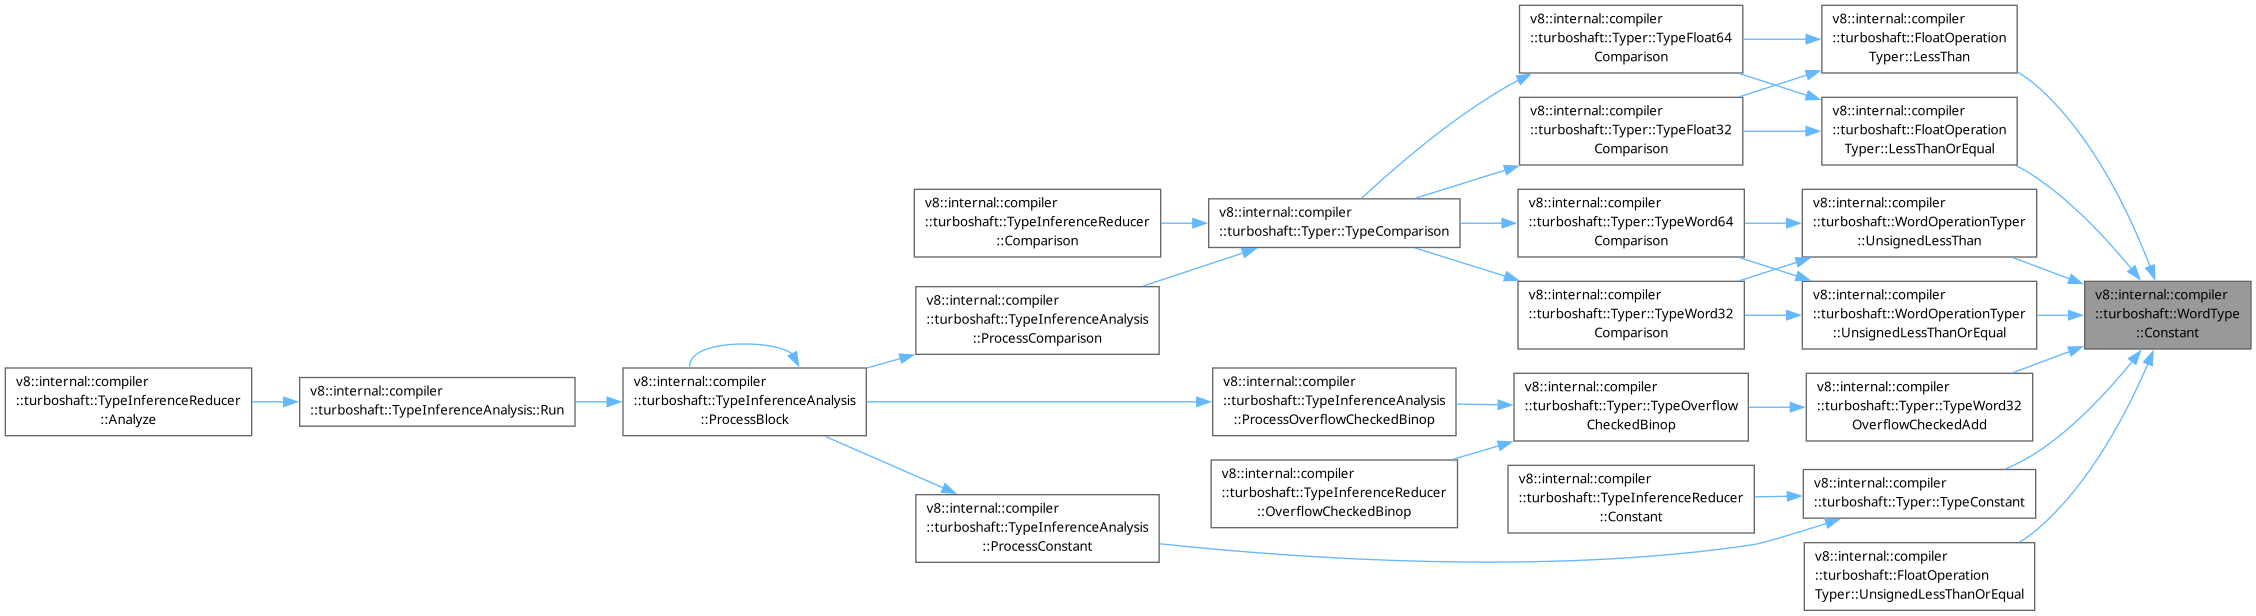 v8::internal::compiler
::turboshaft::Typer::TypeFloat64
Comparison
v8::internal::compiler
::turboshaft::FloatOperation
Typer::LessThan
v8::internal::compiler
::turboshaft::Typer::TypeFloat32
Comparison
v8::internal::compiler
::turboshaft::FloatOperation
Typer::LessThanOrEqual
v8::internal::compiler
::turboshaft::TypeInferenceReducer
::Comparison
v8::internal::compiler
::turboshaft::Typer::TypeComparison
v8::internal::compiler
::turboshaft::Typer::TypeWord64
Comparison
v8::internal::compiler
::turboshaft::WordOperationTyper
::UnsignedLessThan
v8::internal::compiler
::turboshaft::TypeInferenceAnalysis
::ProcessComparison
v8::internal::compiler
::turboshaft::Typer::TypeWord32
Comparison
v8::internal::compiler
::turboshaft::WordOperationTyper
::UnsignedLessThanOrEqual
v8::internal::compiler
::turboshaft::WordType
::Constant
v8::internal::compiler
::turboshaft::TypeInferenceReducer
::Analyze
v8::internal::compiler
::turboshaft::TypeInferenceAnalysis::Run
v8::internal::compiler
::turboshaft::TypeInferenceAnalysis
::ProcessBlock
v8::internal::compiler
::turboshaft::TypeInferenceAnalysis
::ProcessOverflowCheckedBinop
v8::internal::compiler
::turboshaft::Typer::TypeOverflow
CheckedBinop
v8::internal::compiler
::turboshaft::Typer::TypeWord32
OverflowCheckedAdd
v8::internal::compiler
::turboshaft::TypeInferenceReducer
::OverflowCheckedBinop
v8::internal::compiler
::turboshaft::TypeInferenceReducer
::Constant
v8::internal::compiler
::turboshaft::Typer::TypeConstant
v8::internal::compiler
::turboshaft::TypeInferenceAnalysis
::ProcessConstant
v8::internal::compiler
::turboshaft::FloatOperation
Typer::UnsignedLessThanOrEqual